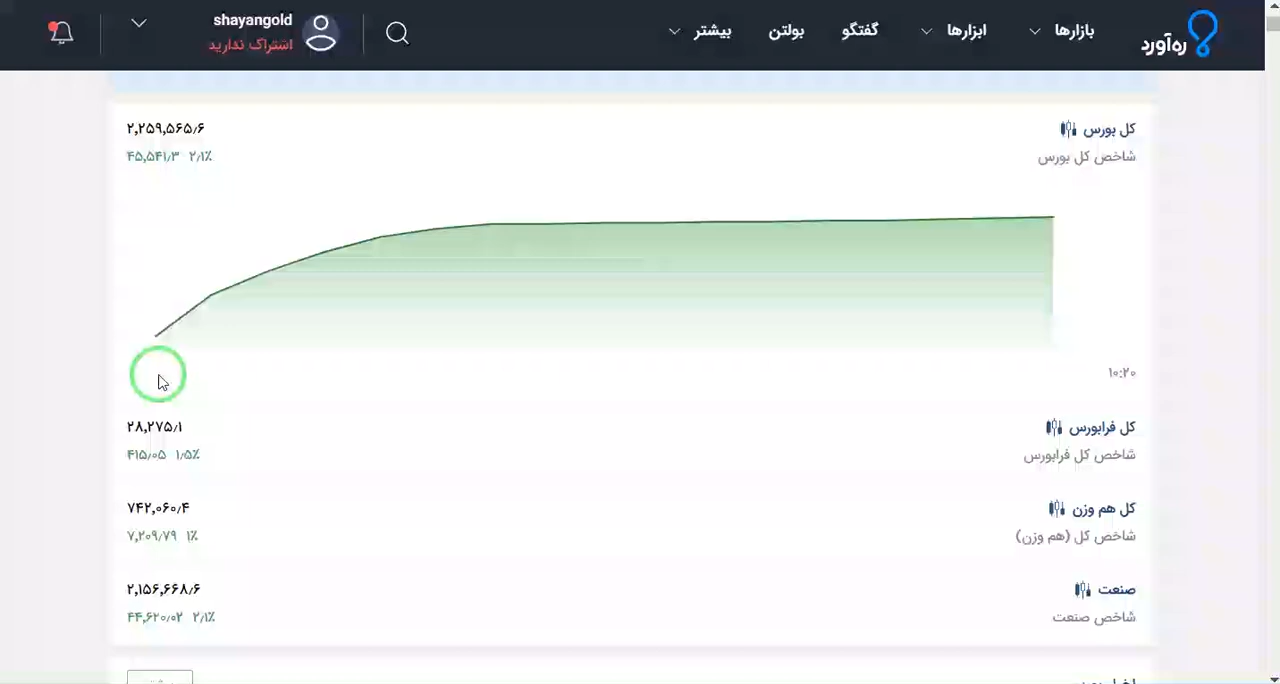 ره‌آورد
بازارها
ابزارها
گفتگو
بولتن
بیشتر
shayangold
اشتراک ندارید
کل بورس
۲,۲۵۹,۵۶۵٫۶
شاخص کل بورس
۴۵,۵۴۱٫۳ ۲٫۱٪
۱۰:۲۰
کل فرابورس
۲۸,۲۷۵٫۱
شاخص کل فرابورس
۴۱۵٫۰۵ ۱٫۵٪
کل هم وزن
۷۴۲,۰۶۰٫۴
شاخص کل (هم وزن)
۷,۲۰۹٫۷۹ ۱٪
صنعت
۲,۱۵۶,۶۶۸٫۶
شاخص صنعت
۴۴,۶۲۰٫۰۲ ۲٫۱٪